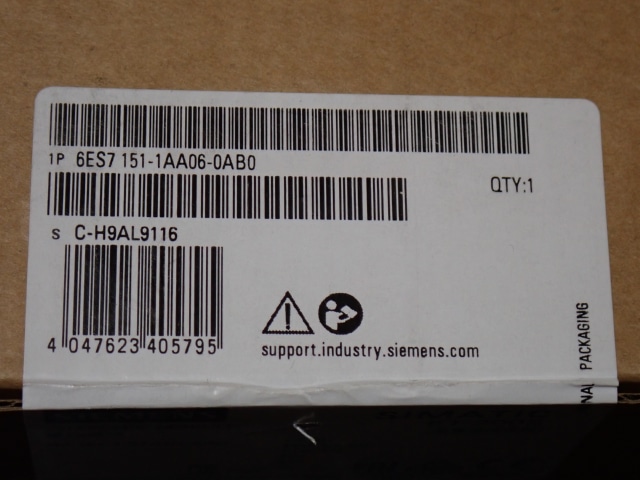 1P 6ES7 151-1AA06-0AB0
QTY:1
S C-H9AL9116
4 047623 405795
support.industry.siemens.com
PACKAGING